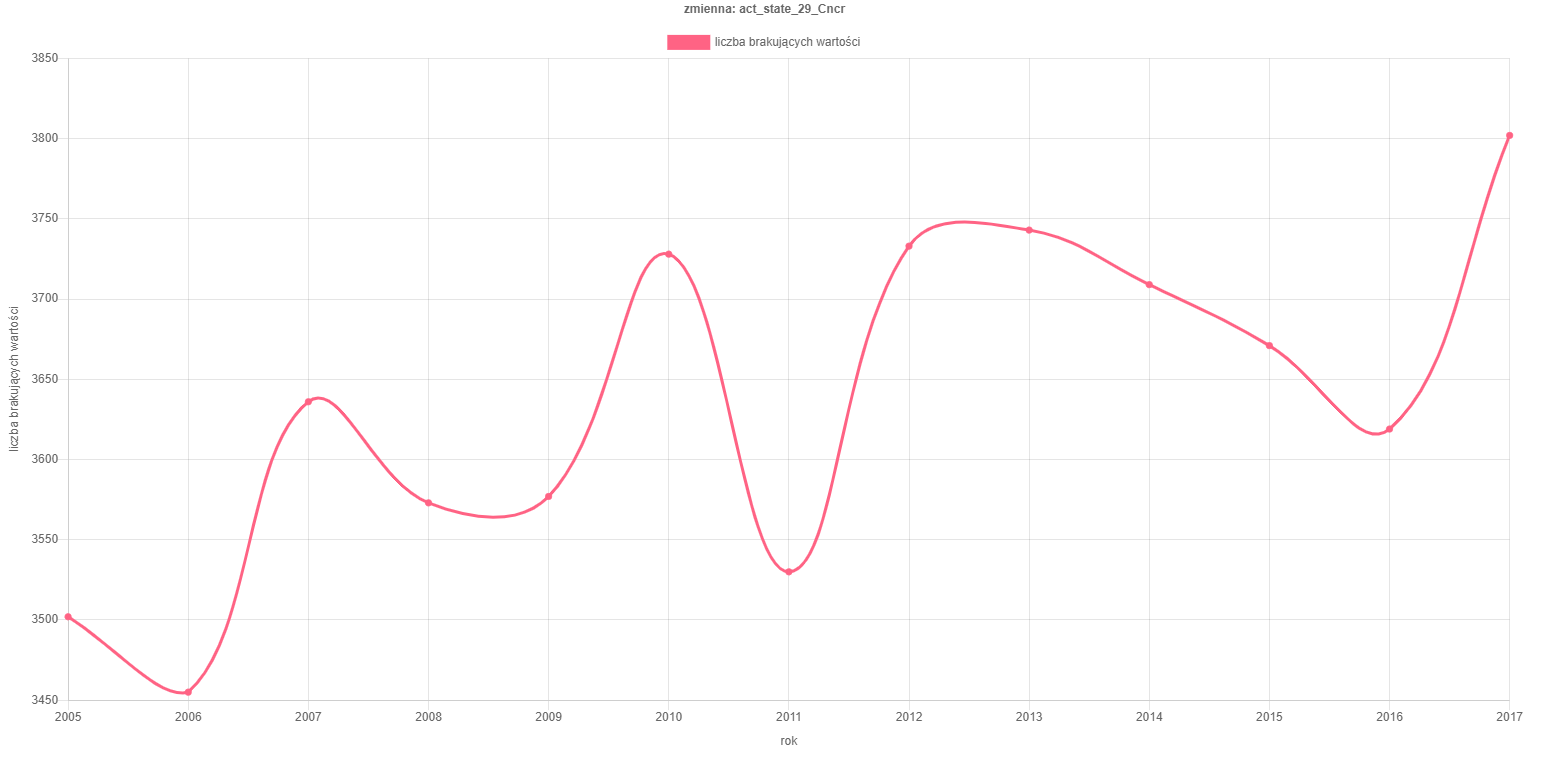 zmienna: act_state_29_Cncr
liczba brakujących wartości
3850
3800
3750
3700
3650
3600
3550
3500
3450
liczba brakujących wartości
2005 2006 2007 2008 2009 2010 2011 2012 2013 2014 2015 2016 2017
rok